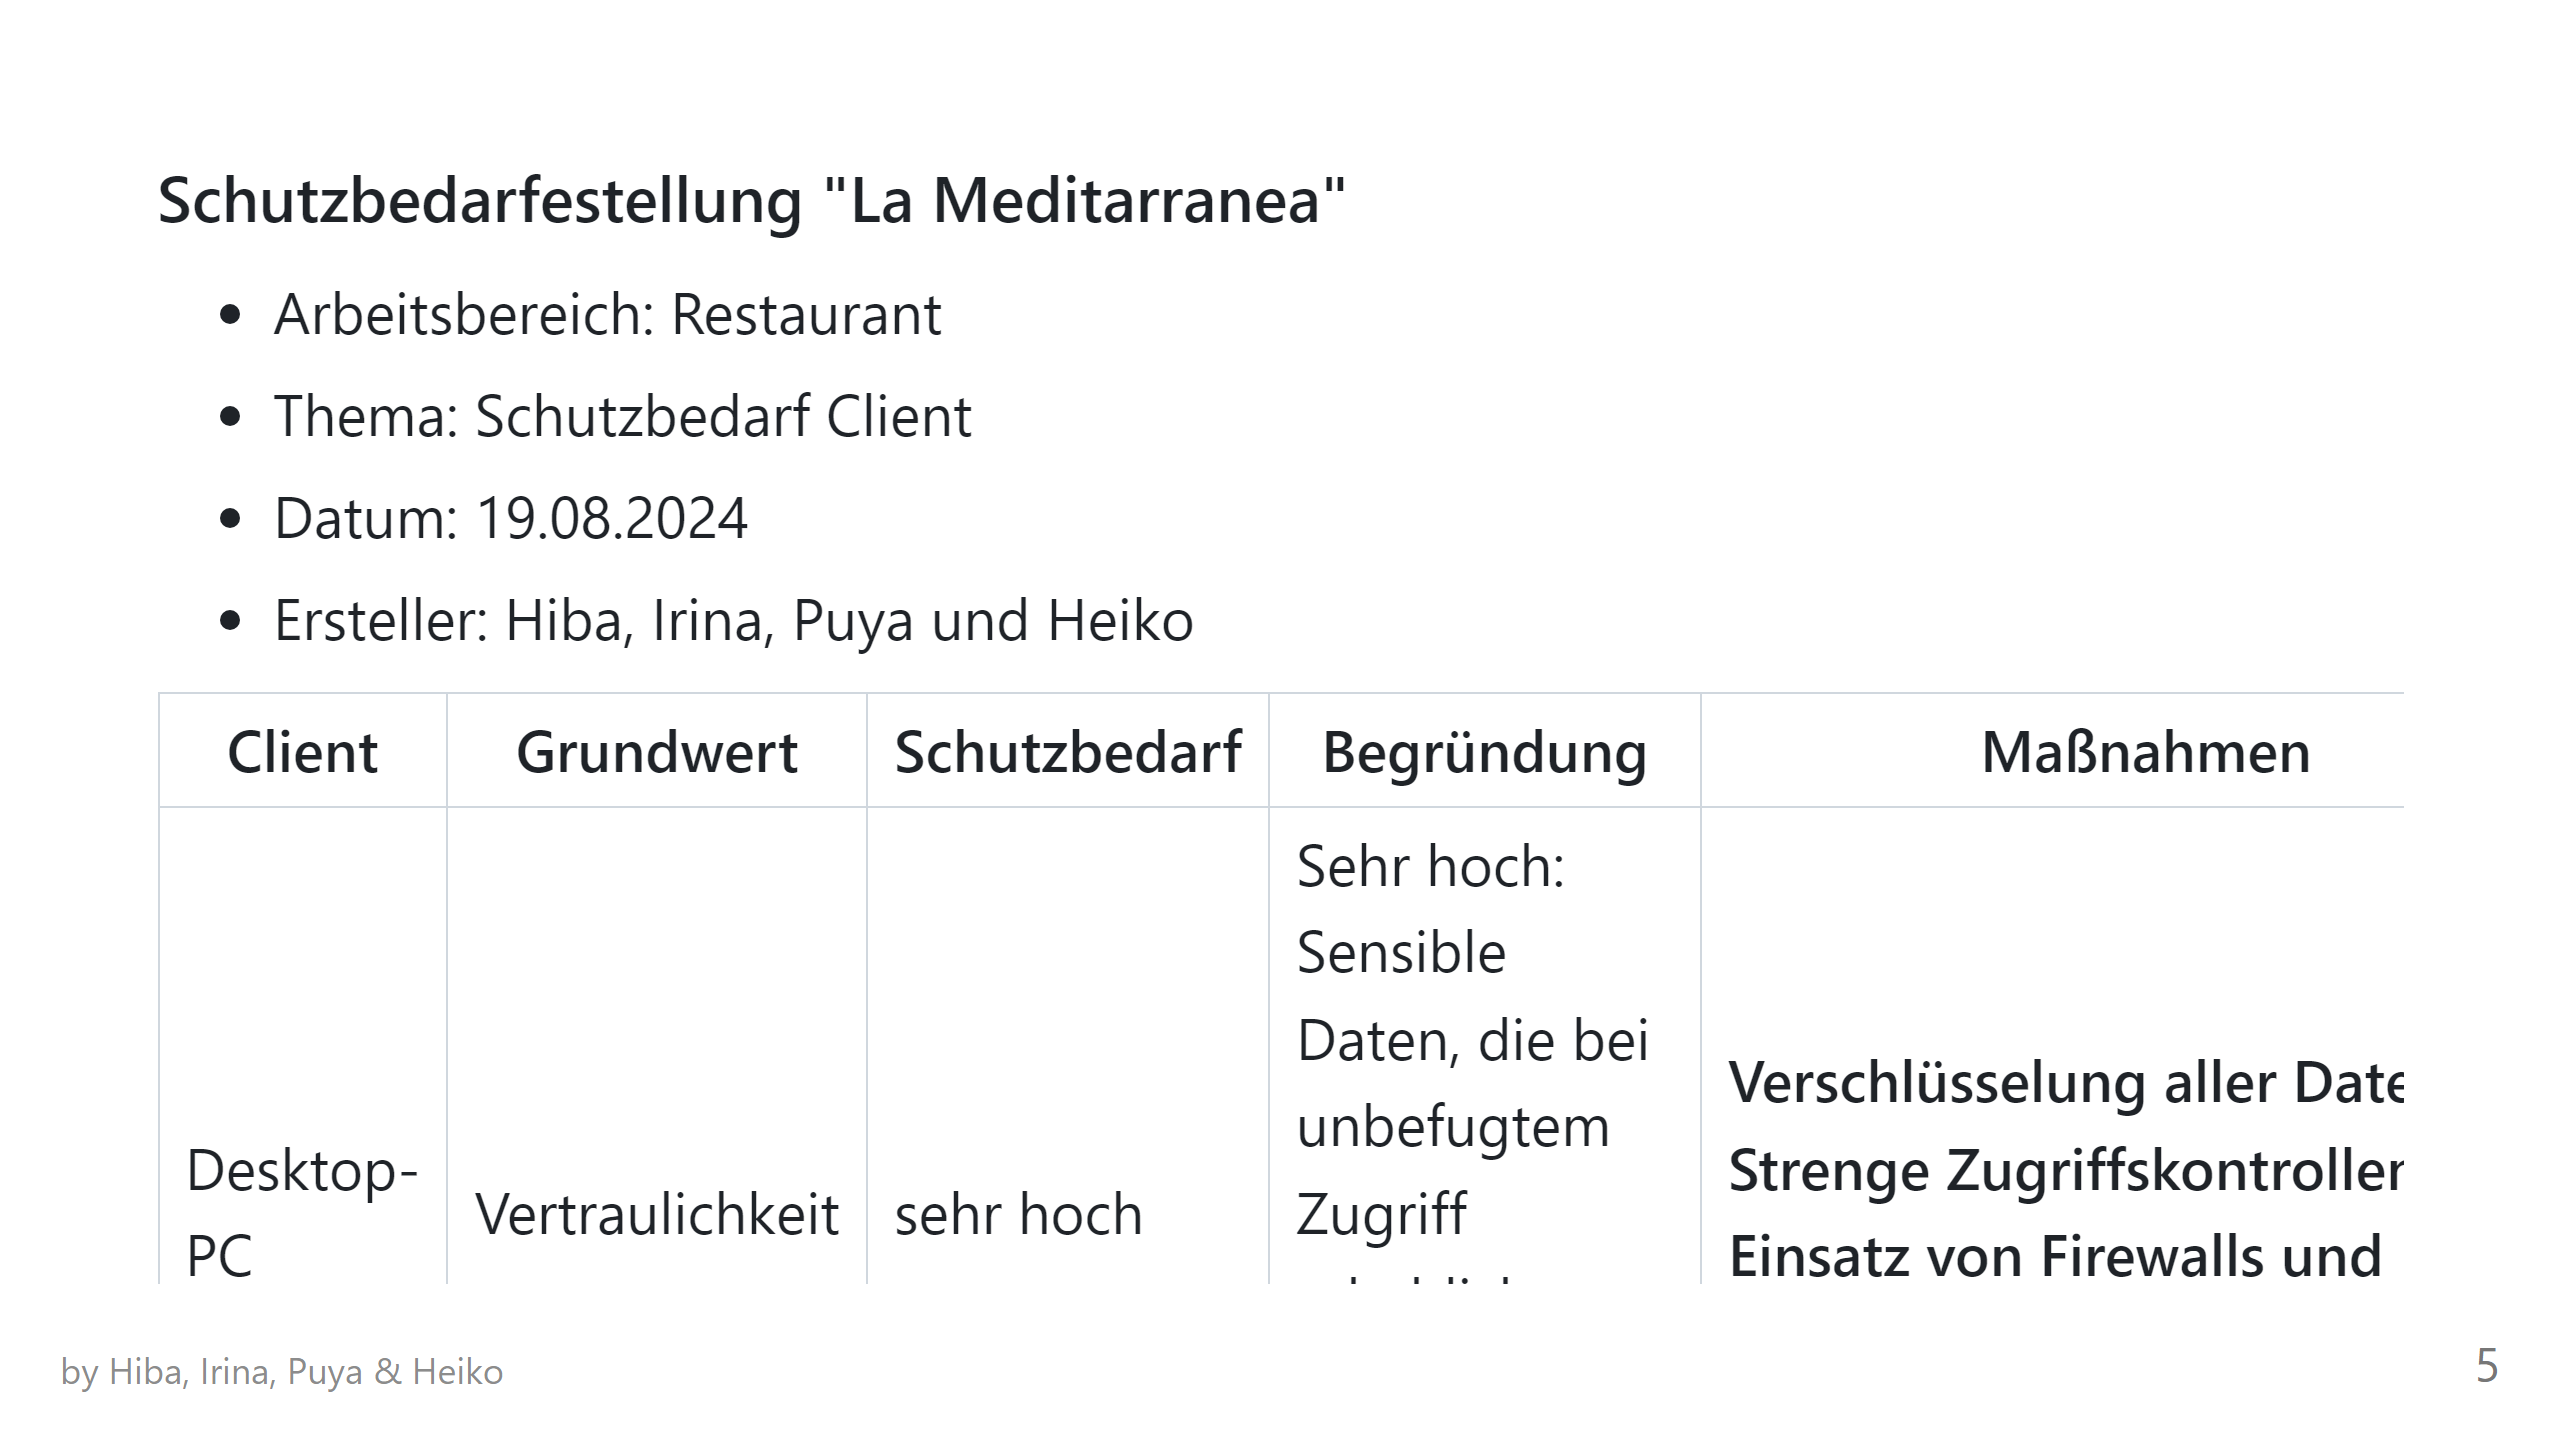 Schutzbedarfestellung "La Meditarranea"
• Arbeitsbereich: Restaurant
• Thema: Schutzbedarf Client
• Datum: 19.08.2024
• Ersteller: Hiba, Irina, Puya und Heiko
Client Grundwert Schutzbedarf Begründung Maßnahmen
Desktop-
PC
Vertraulichkeit
sehr hoch
Sehr hoch:
Sensible
Daten, die bei
unbefugtem
Zugriff
Verschlüsselung aller
Strenge
Einsatz von Firewalls und
by Hiba, Irina, Puya & Heiko
5